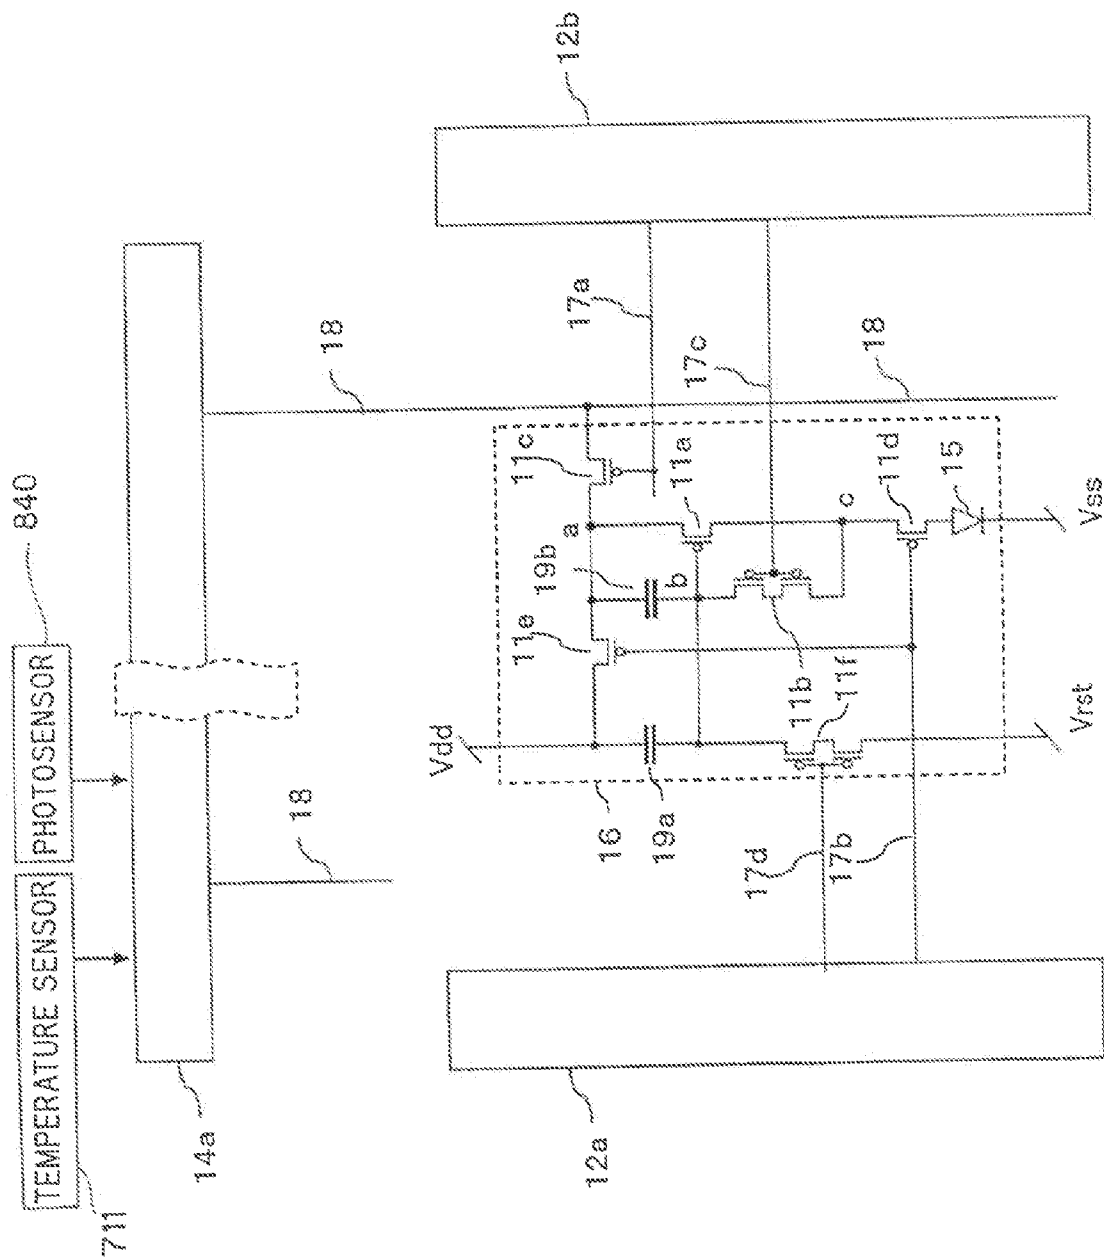 711
TEMPERATURE SENSOR
PHOTOSENSOR
840
14a
18
18
12b
17a
17c
18
Vdd
11e
19b
a
11c
11a
b
c
11d
15
Vss
16
19a
11b
11f
17d
17b
Vrst
12a